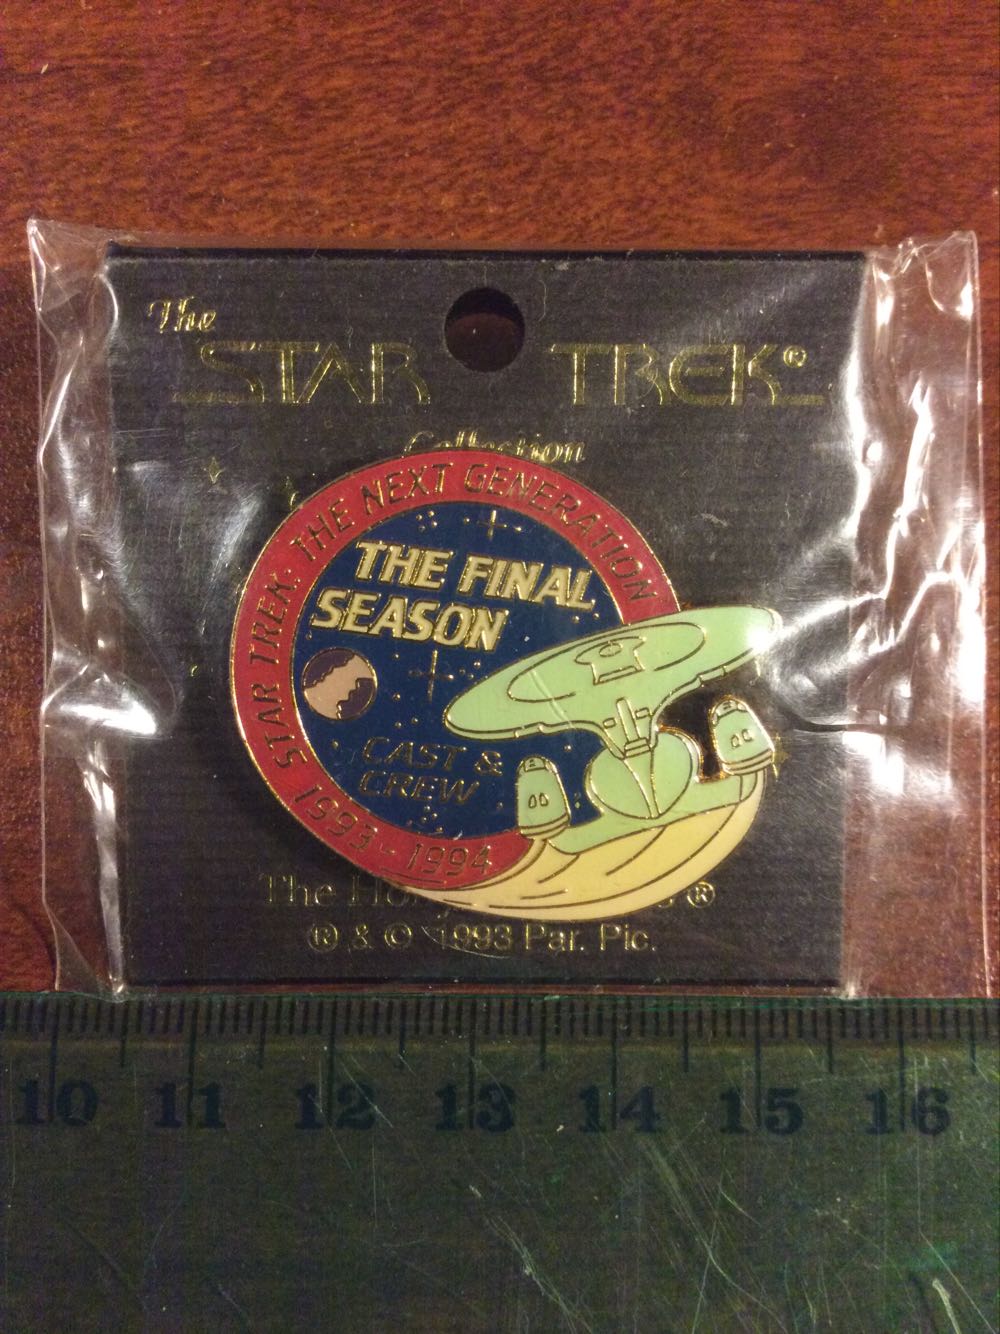 The
STAR TREK®
Collection
STAR TREK: THE NEXT GENERATION
THE FINAL
SEASON
CAST &
CREW
1993 - 1994
The ®
® & © 1993 Par. Pic.
10 11 12 13 14 15 16